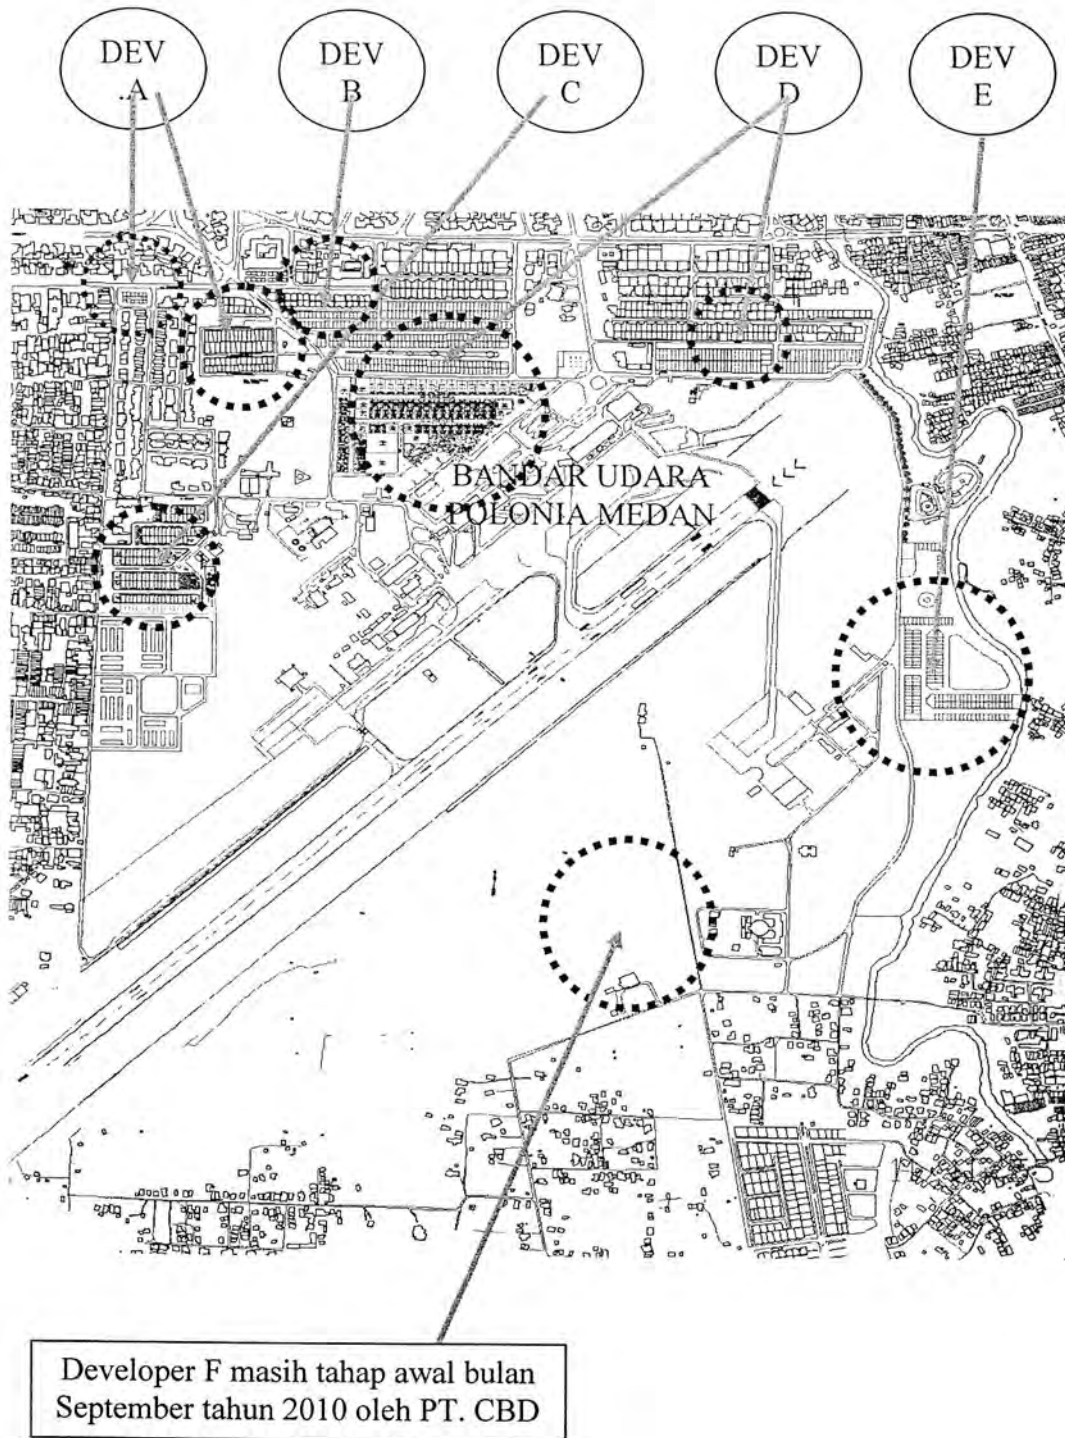 DEV
.A
DEV
B
DEV
C
DEV
D
DEV
E
BANDAR UDARA
POLONIA MEDAN
Developer F masih tahap awal bulan
September tahun 2010 oleh PT. CBD